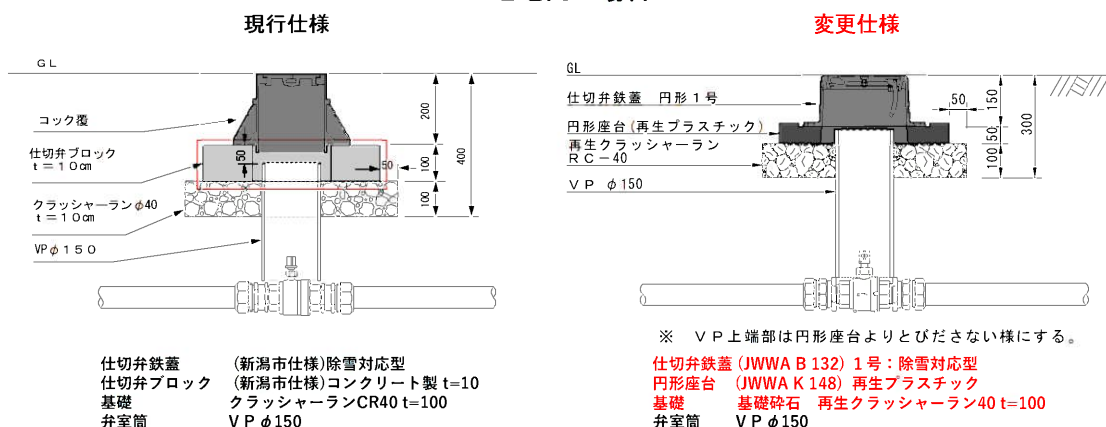 現行仕様
変更仕様
ＧＬ
コック覆
仕切弁ブロック
ｔ＝１０㎝
クラッシャーランφ40
ｔ＝１０㎝
VPφ１５０
50
50
200
100
100
400
GL
仕切弁鉄蓋　円形１号
円形座台(再生プラスチック)
再生クラッシャーラン
ＲＣ－40
ＶＰ φ150
50
150
50
100
300
※　ＶＰ上端部は円形座台よりとびださない様にする。
仕切弁鉄蓋　(新潟市仕様)除雪対応型
仕切弁ブロック　(新潟市仕様)コンクリート製 t=10
基礎　クラッシャーランCR40 t=100
弁室筒　ＶＰφ150
仕切弁鉄蓋 (JWWA B 132) １号：除雪対応型
円形座台　(JWWA K 148) 再生プラスチック
基礎　基礎砕石　再生クラッシャーラン40 t=100
弁室筒　ＶＰφ150